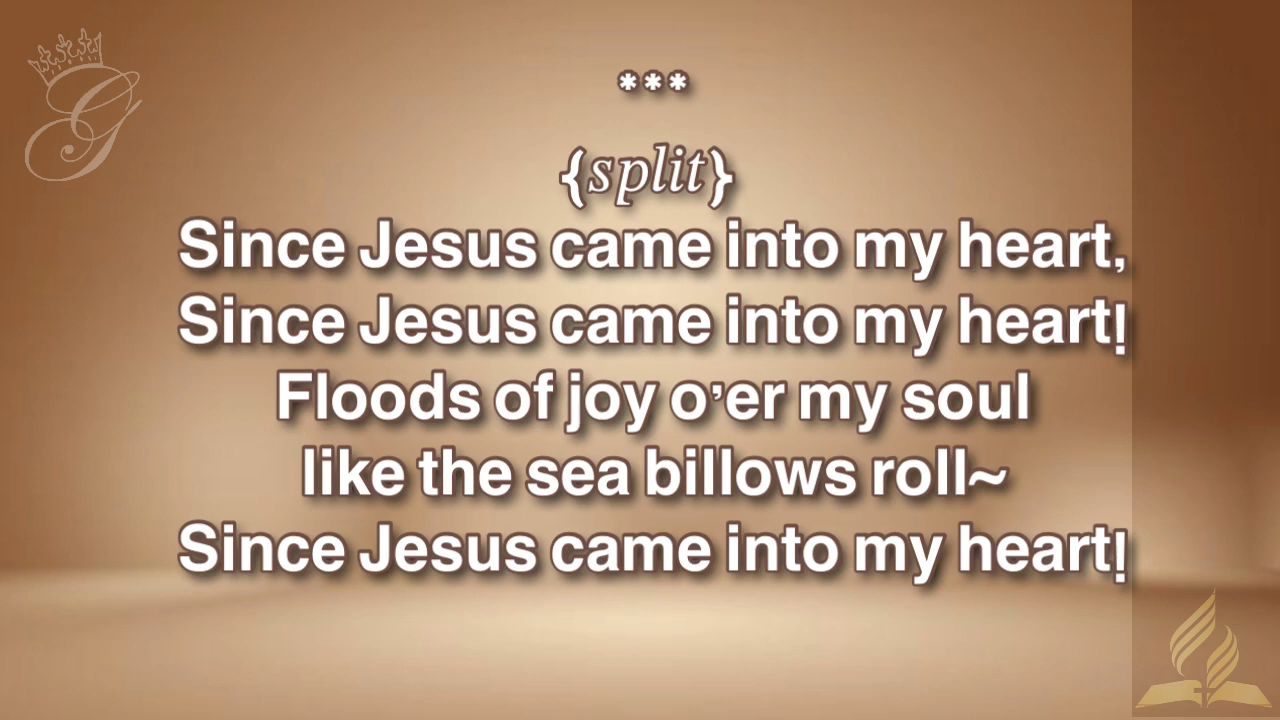 ***
{split}
Since Jesus came into my heart,
Since Jesus came into my heart!
Floods of joy o’er my soul
like the sea billows roll~
Since Jesus came into my heart!
G